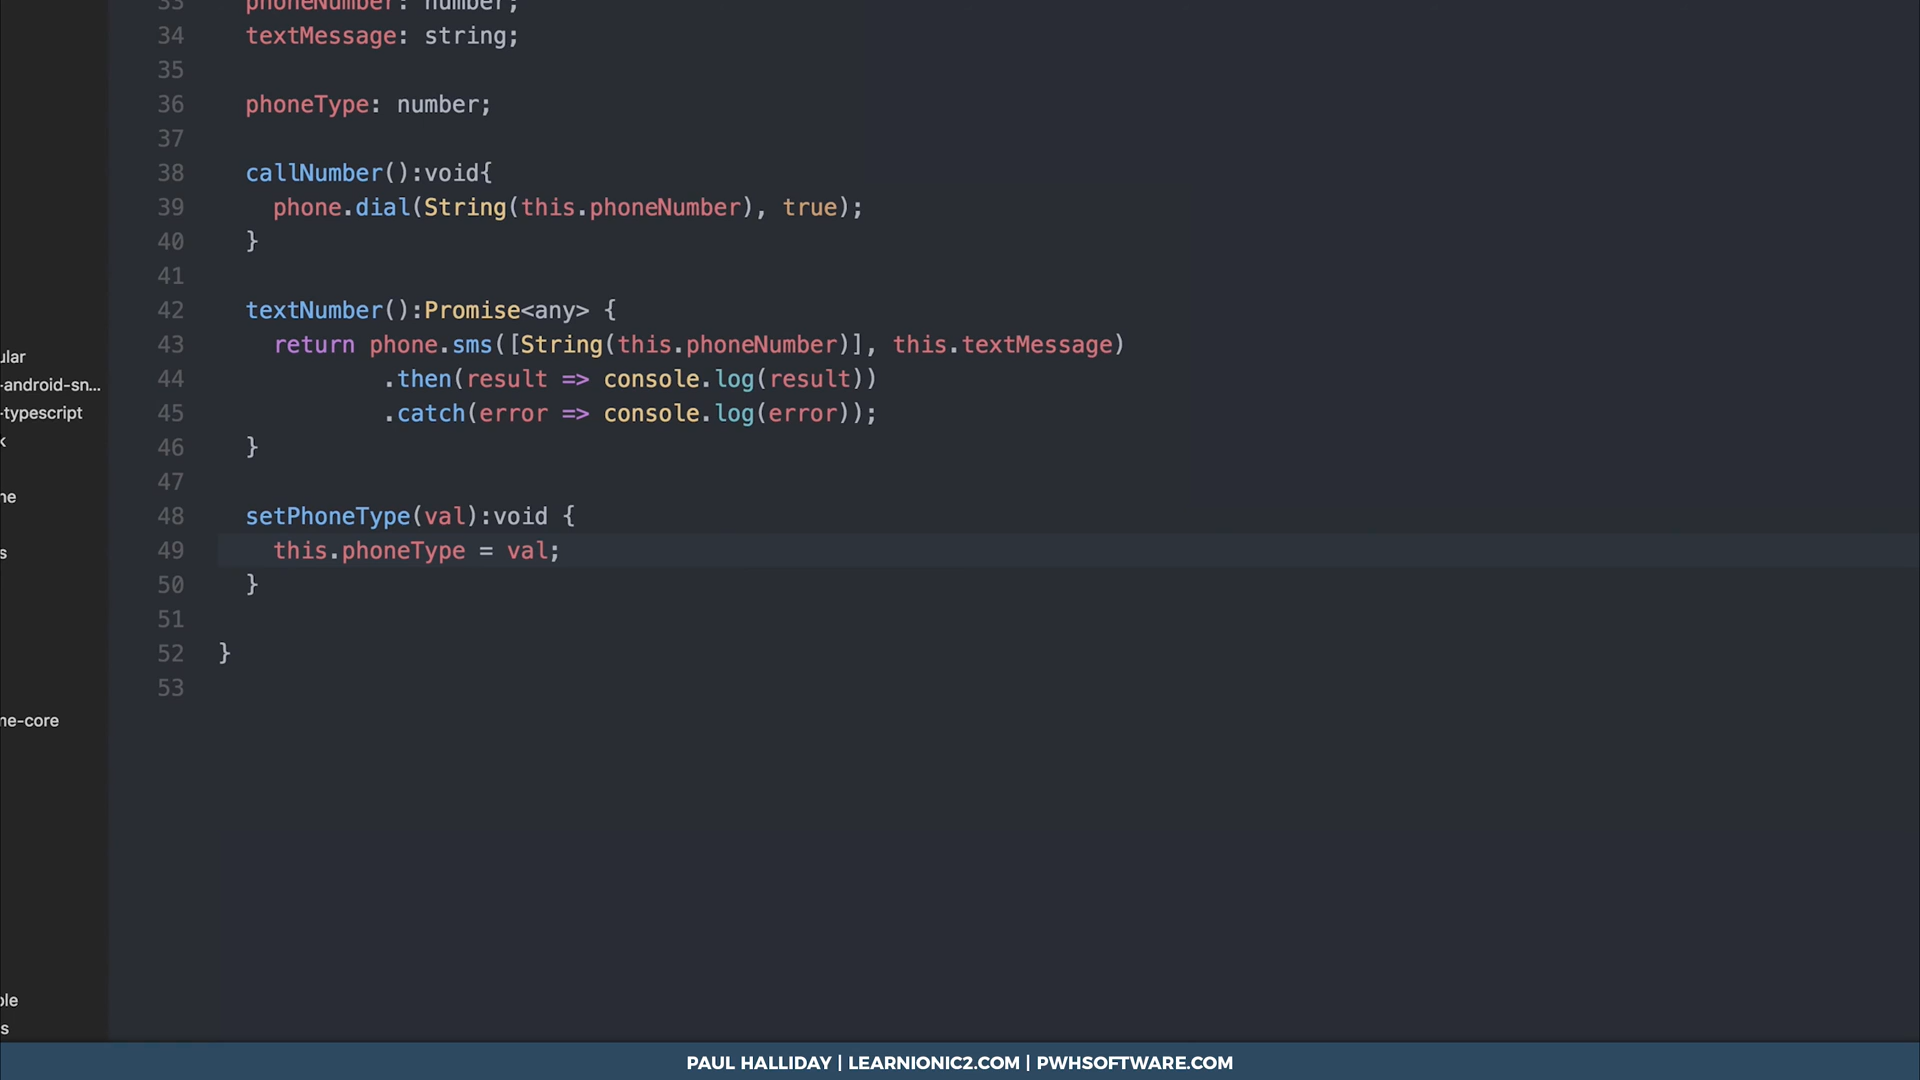 33 phoneNumber: number;
34 textMessage: string;
35
36 phoneType: number;
37
38 callNumber():void{
39 phone.dial(String(this.phoneNumber), true);
40 }
41
42 textNumber():Promise<any> {
43 return phone.sms([String(this.phoneNumber)], this.textMessage)
44 .then(result => console.log(result))
45 .catch(error => console.log(error));
46 }
47
48 setPhoneType(val):void {
49 this.phoneType = val;
50 }
51
52 }
53
ular
-android-sn...
-typescript
k
ne
s
ne-core
ple
s
PAUL HALLIDAY | LEARNIONIC2.COM | PWHSOFTWARE.COM